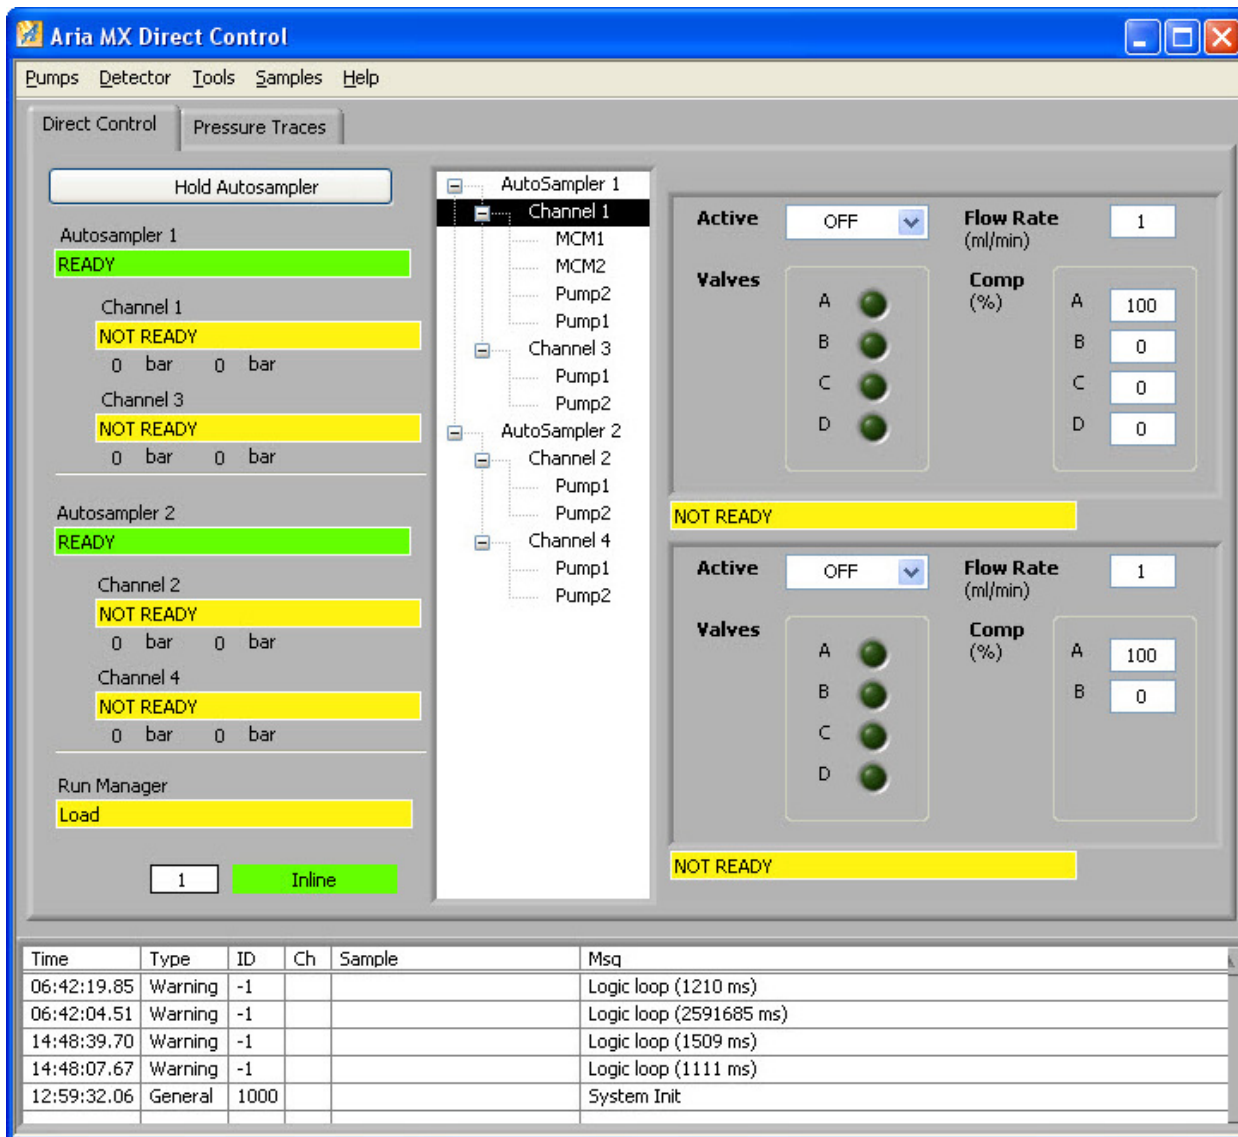 Aria MX Direct Control
Pumps Detector Tools Samples Help
Direct Control Pressure Traces
Hold Autosampler
Autosampler 1
READY
Channel 1
NOT READY
0 bar 0 bar
Channel 3
NOT READY
0 bar 0 bar
Autosampler 2
READY
Channel 2
NOT READY
0 bar 0 bar
Channel 4
NOT READY
0 bar 0 bar
Run Manager
Load
1 Inline
AutoSampler 1
Channel 1
MCM1
MCM2
Pump2
Pump1
Channel 3
Pump1
Pump2
AutoSampler 2
Channel 2
Pump1
Pump2
Channel 4
Pump1
Pump2
Active OFF Flow Rate 1
(ml/min)
Valves Comp
(%)
A A 100
B B 0
C C 0
D D 0
NOT READY
Active OFF Flow Rate 1
(ml/min)
Valves Comp
(%)
A A 100
B B 0
C
D
NOT READY
Time Type ID Ch Sample Msg
06:42:19.85 Warning -1 Logic loop (1210 ms)
06:42:04.51 Warning -1 Logic loop (2591685 ms)
14:48:39.70 Warning -1 Logic loop (1509 ms)
14:48:07.67 Warning -1 Logic loop (1111 ms)
12:59:32.06 General 1000 System Init